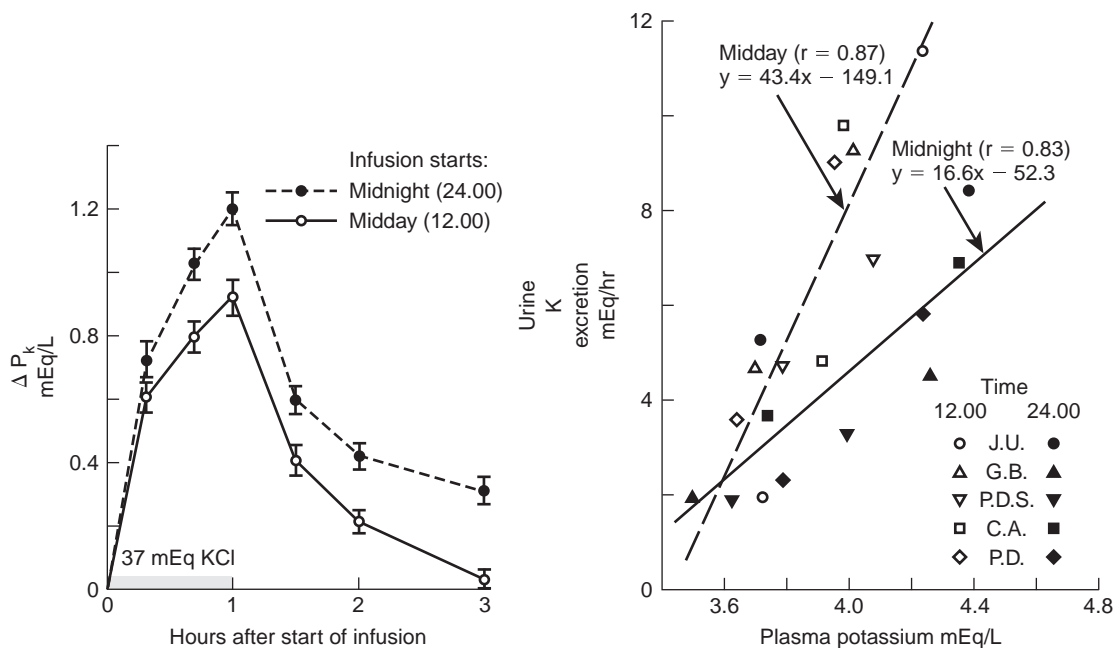 1.2
0.8
0.4
0
Δ P_k
mEq/L
Infusion starts:
Midnight (24.00)
Midday (12.00)
37 mEq KCl
0
1
2
3
Hours after start of infusion
12
8
4
0
Urine
K
excretion
mEq/hr
Midday (r = 0.87)
y = 43.4x − 149.1
Midnight (r = 0.83)
y = 16.6x − 52.3
Time
12.00 24.00
J.U.
G.B.
P.D.S.
C.A.
P.D.
3.6
4.0
4.4
4.8
Plasma potassium mEq/L